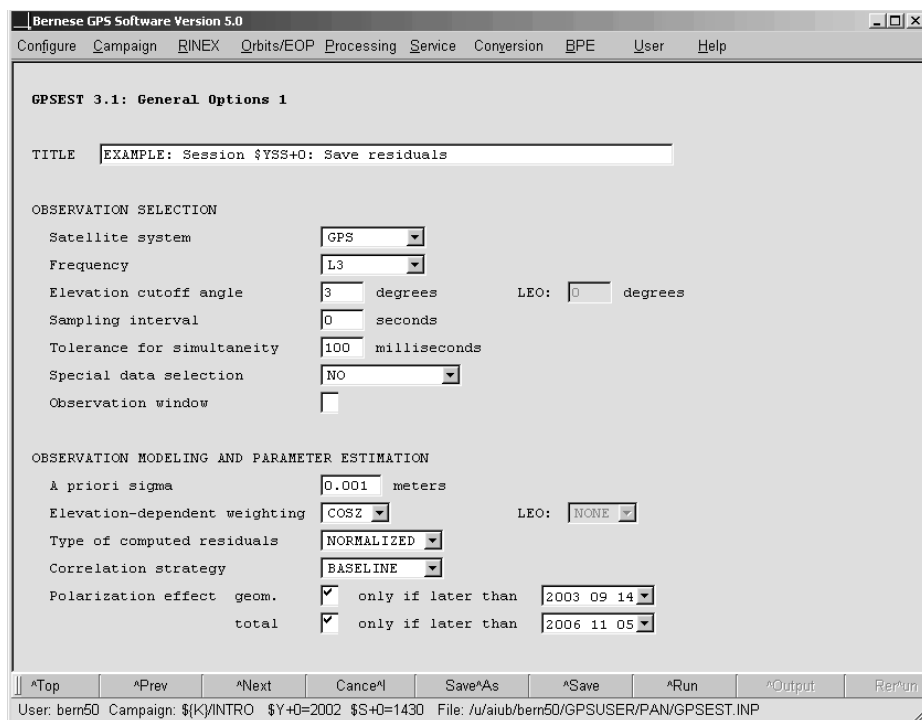 Bernese GPS Software Version 5.0
Configure Campaign RINEX Orbits/EOP Processing Service Conversion BPE User Help
GPSEST 3.1: General Options 1
TITLE EXAMPLE: Session $YSS+0: Save residuals
OBSERVATION SELECTION
Satellite system GPS
Frequency L3
Elevation cutoff angle 3 degrees LEO: 0 degrees
Sampling interval 0 seconds
Tolerance for simultaneity 100 milliseconds
Special data selection NO
Observation window
OBSERVATION MODELING AND PARAMETER ESTIMATION
A priori sigma 0.001 meters
Elevation-dependent weighting COSZ LEO: NONE
Type of computed residuals NORMALIZED
Correlation strategy BASELINE
Polarization effect geom. only if later than 2003 09 14
total only if later than 2006 11 05
^Top ^Prev ^Next Cance^l Save^As ^Save ^Run ^Output Rer^un
User: bern50 Campaign: ${K}/INTRO $Y+0=2002 $S+0=1430 File: /u/aiub/bern50/GPSUSER/PAN/GPSEST.INP